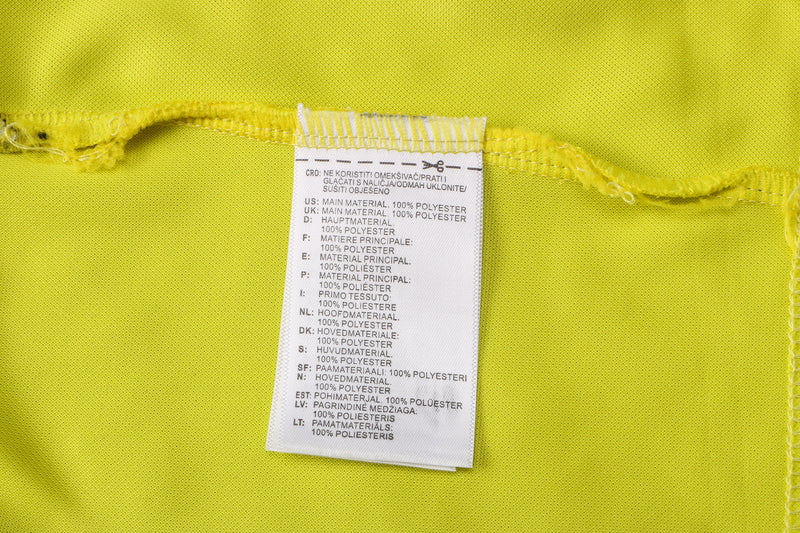 CRO: NE KORISTITI OMEKŠIVAČ/PRATI I
GLAČATI S NALIČJA/ODMAH UKLONITE/
SUŠITI OBJEŠENO
US: MAIN MATERIAL. 100% POLYESTER
UK: MAIN MATERIAL. 100% POLYESTER
D: HAUPTMATERIAL.
100% POLYESTER
F: MATIERE PRINCIPALE:
100% POLYESTER
E: MATERIAL PRINCIPAL.
100% POLIÉSTER
P: MATERIAL PRINCIPAL:
100% POLIÉSTER
I: PRIMO TESSUTO:
100% POLIESTERE
NL: HOOFDMATERIAAL.
100% POLYESTER
DK: HOVEDMATERIALE:
100% POLYESTER
S: HUVUDMATERIAL.
100% POLYESTER
SF: PAAMATERIAALI: 100% POLYESTERI
N: HOVEDMATERIAL.
100% POLYESTER
EST: POHIMATERJAL. 100% POLÜESTER
LV: PAGRINDINĖ MEDŽIAGA:
100% POLIESTERIS
LT: PAMATMATERIĀLS:
100% POLIESTERIS